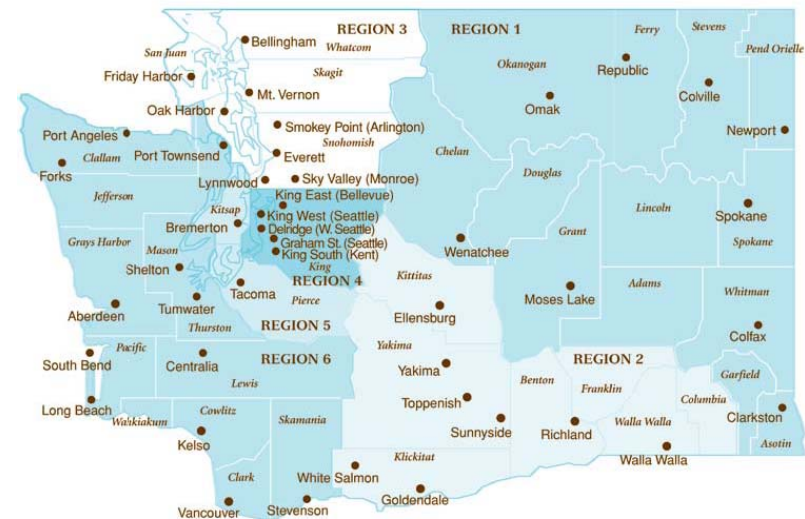 REGION 3
REGION 1
Ferry
Stevens
Bellingham
Whatcom
Pend Orielle
San Juan
Okanogan
Republic
Skagit
Friday Harbor
Colville
Mt. Vernon
Omak
Oak Harbor
Smokey Point (Arlington)
Newport
Port Angeles
Snohomish
Port Townsend
Everett
Chelan
Clallam
Forks
Douglas
Lynnwood
Sky Valley (Monroe)
Jefferson
King East (Bellevue)
Lincoln
Kitsap
King West (Seattle)
Spokane
Bremerton
Delridge (W. Seattle)
Grant
Grays Harbor
Graham St. (Seattle)
Spokane
Mason
King South (Kent)
Wenatchee
Shelton
King
Kittitas
REGION 4
Adams
Tacoma
Whitman
Pierce
Moses Lake
Tumwater
Aberdeen
Ellensburg
Thurston
REGION 5
Colfax
Pacific
Yakima
South Bend
Centralia
REGION 6
REGION 2
Yakima
Benton
Garfield
Lewis
Franklin
Toppenish
Columbia
Long Beach
Cowlitz
Clarkston
Wahkiakum
Skamania
Sunnyside
Richland
Walla Walla
Kelso
Asotin
Klickitat
Walla Walla
Clark
White Salmon
Goldendale
Vancouver
Stevenson